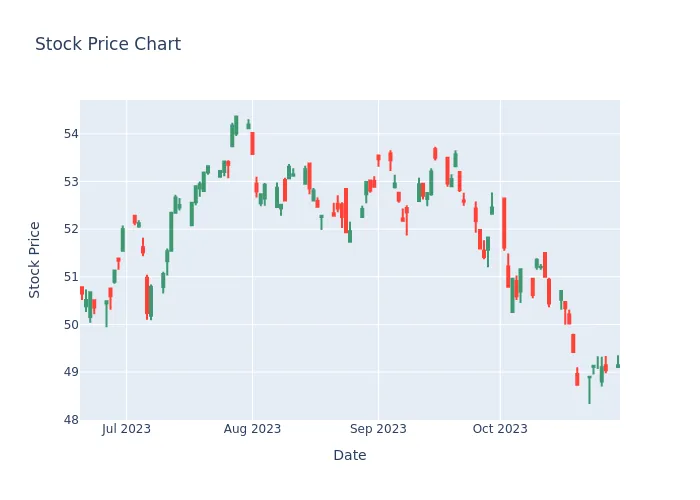 Stock Price Chart
54
53
52
51
50
49
48
Stock Price
Jul 2023
Aug 2023
Sep 2023
Oct 2023
Date